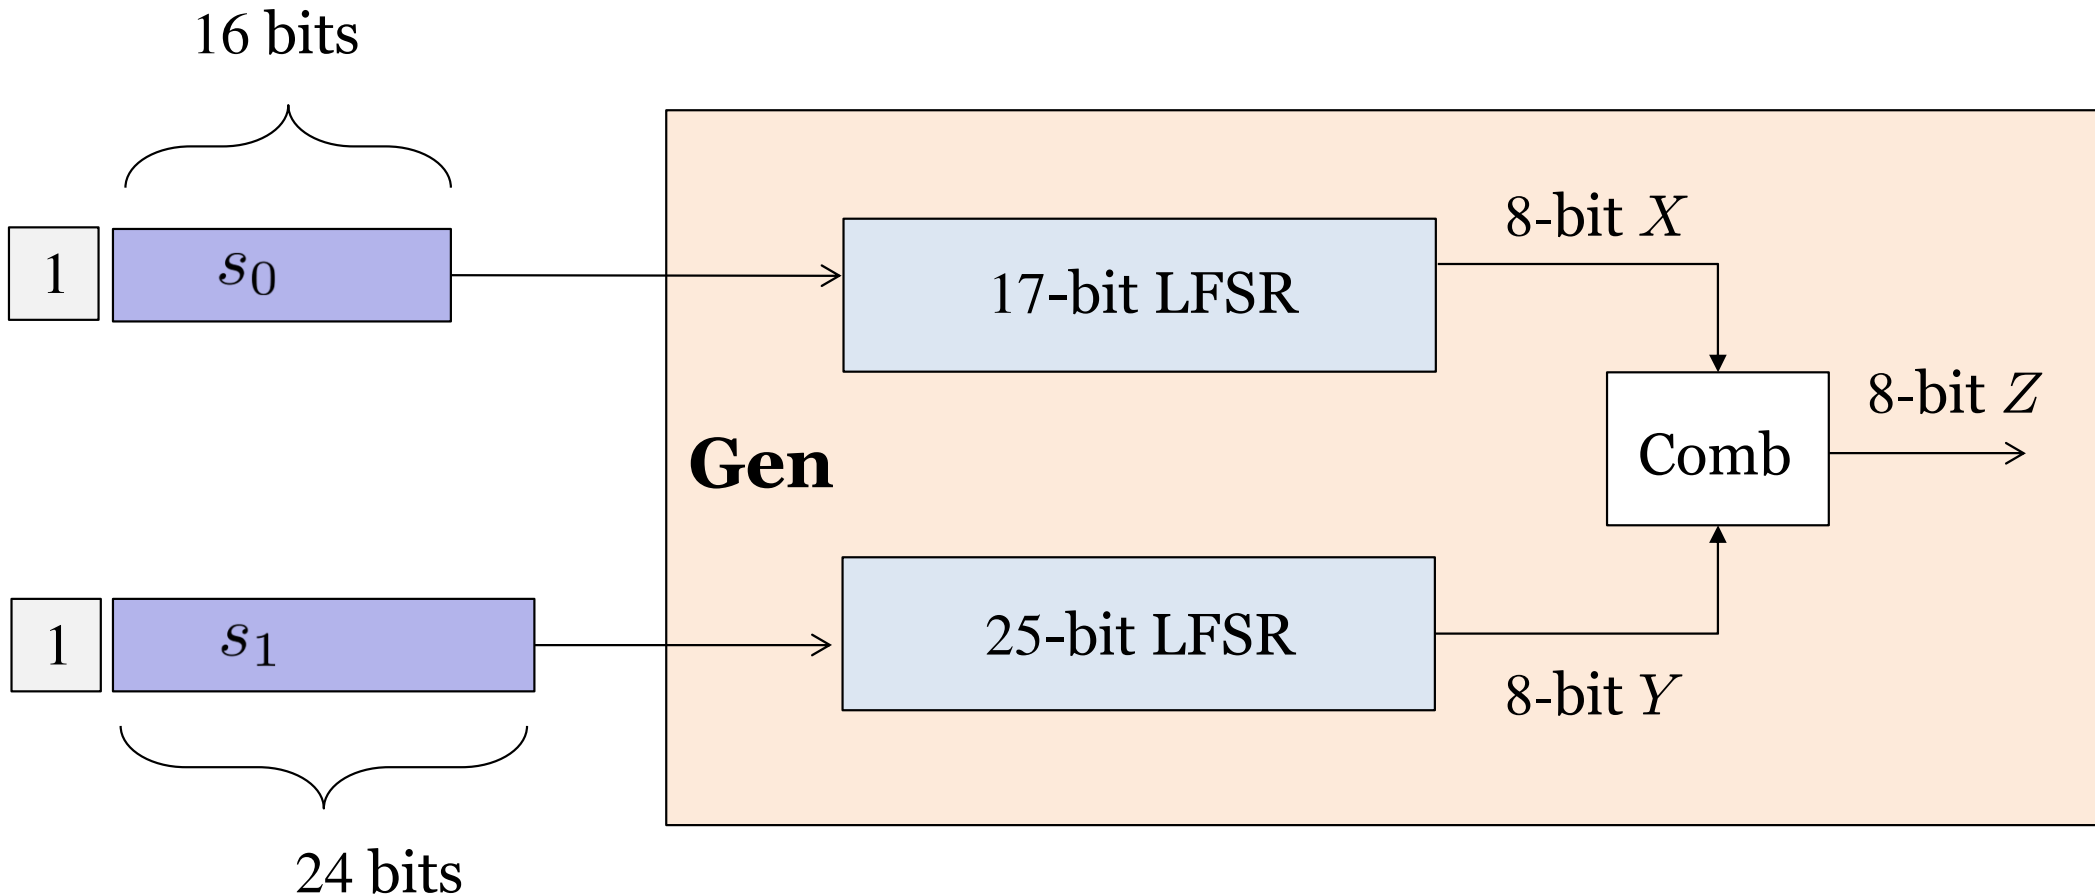 16 bits
1
s₀
17-bit LFSR
8-bit X
8-bit Z
Comb
Gen
1
s₁
25-bit LFSR
8-bit Y
24 bits